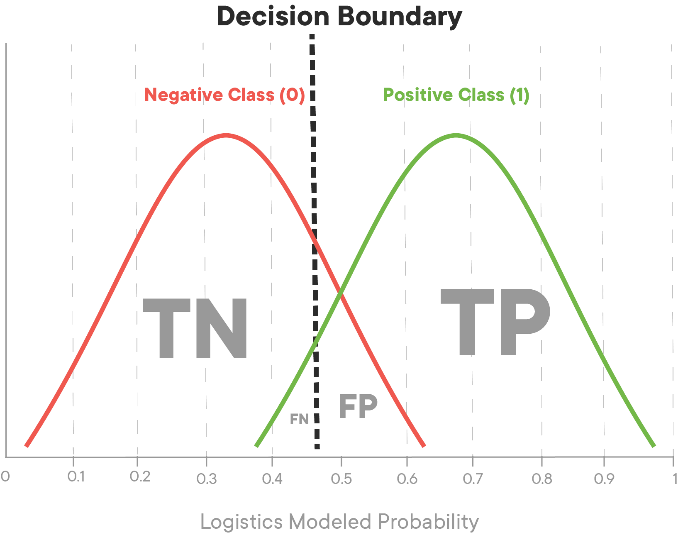 Decision Boundary
Negative Class (0)
Positive Class (1)
TN
TP
FN
FP
0
0.1
0.2
0.3
0.4
0.5
0.6
0.7
0.8
0.9
1
Logistics Modeled Probability